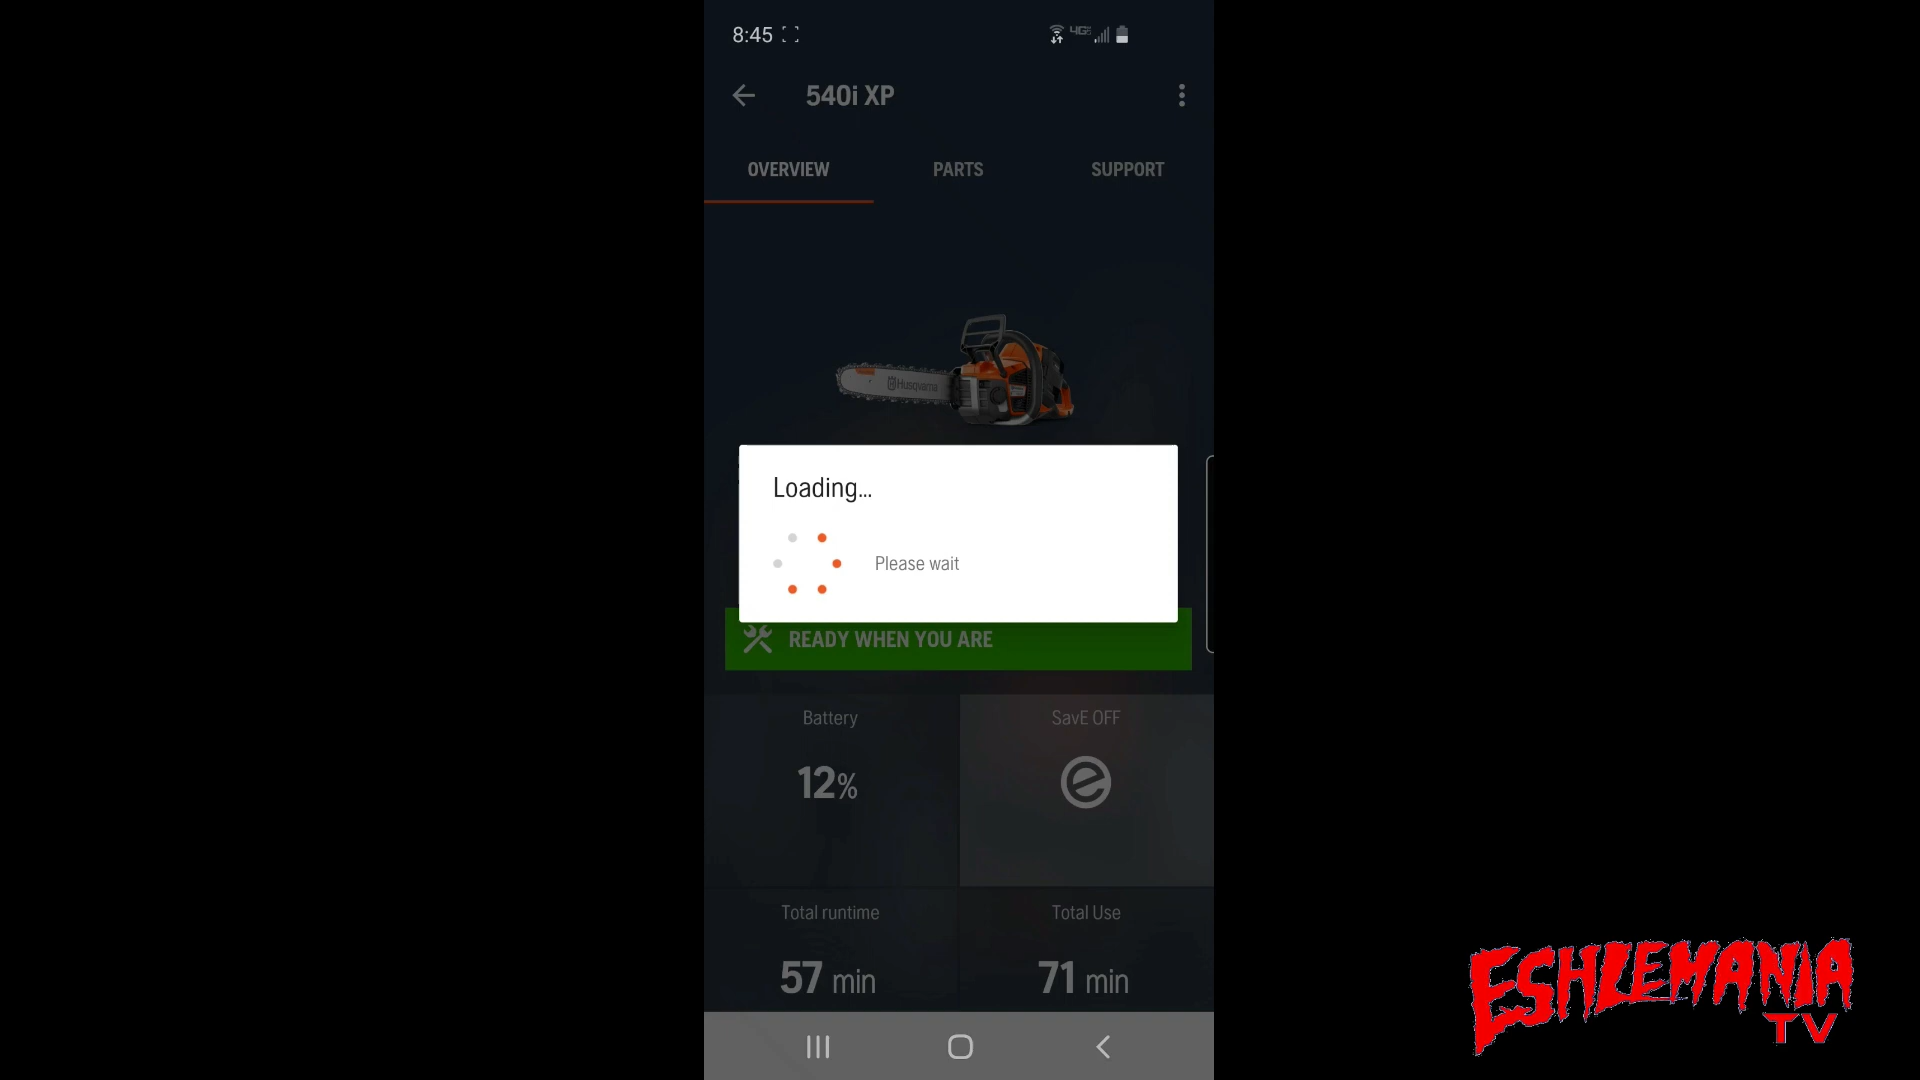 8:45
4G
540i XP
OVERVIEW PARTS SUPPORT
Husqvarna
Loading...
Please wait
READY WHEN YOU ARE
Battery
SavE OFF
12%
Total runtime
Total Use
57 min
71 min
ESHLEMANIA
TV